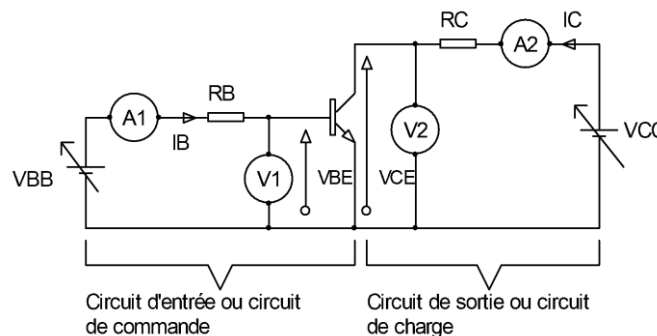 RC
A2
IC
A1
RB
IB
V2
VCC
VBB
V1
VBE
VCE
Circuit d'entrée ou circuit
de commande
Circuit de sortie ou circuit
de charge